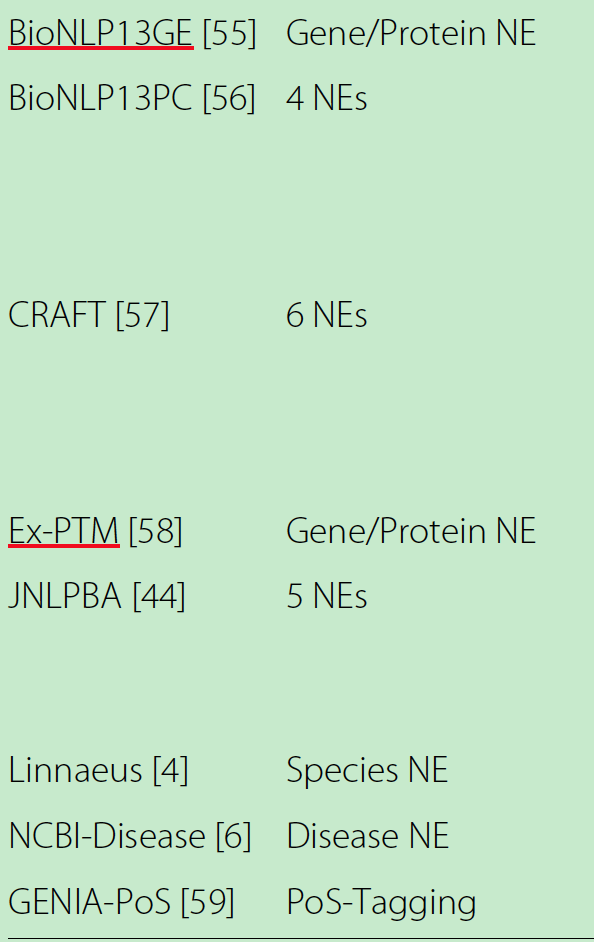 BioNLP13GE [55] Gene/Protein NE
BioNLP13PC [56] 4 NEs
CRAFT [57] 6 NEs
Ex-PTM [58] Gene/Protein NE
JNLPBA [44] 5 NEs
Linnaeus [4] Species NE
NCBI-Disease [6] Disease NE
GENIA-PoS [59] PoS-Tagging